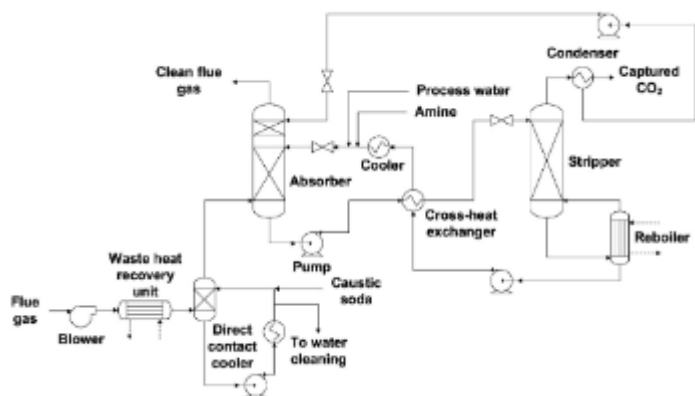 Condenser
Clean flue
gas
Process water
Captured
CO₂
Amine
Cooler
Stripper
Absorber
Cross-heat
exchanger
Reboiler
Pump
Waste heat
recovery
unit
Caustic
soda
Flue
gas
Blower
Direct
contact
cooler
To water
cleaning